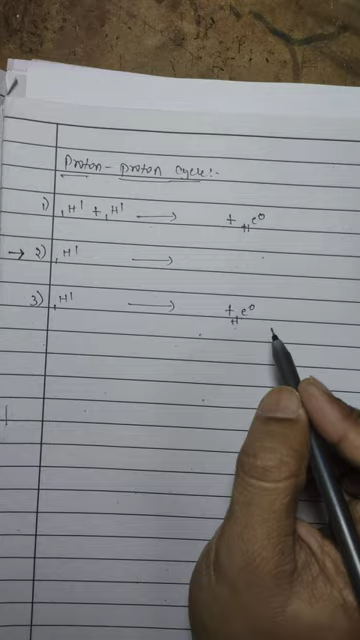 Proton - Proton Cycle:-
1) ₁H¹ + ₁H¹ ⟶ + ₊₁e⁰
→ 2) ₁H¹ ⟶
3) ₁H¹ ⟶ + ₊₁e⁰